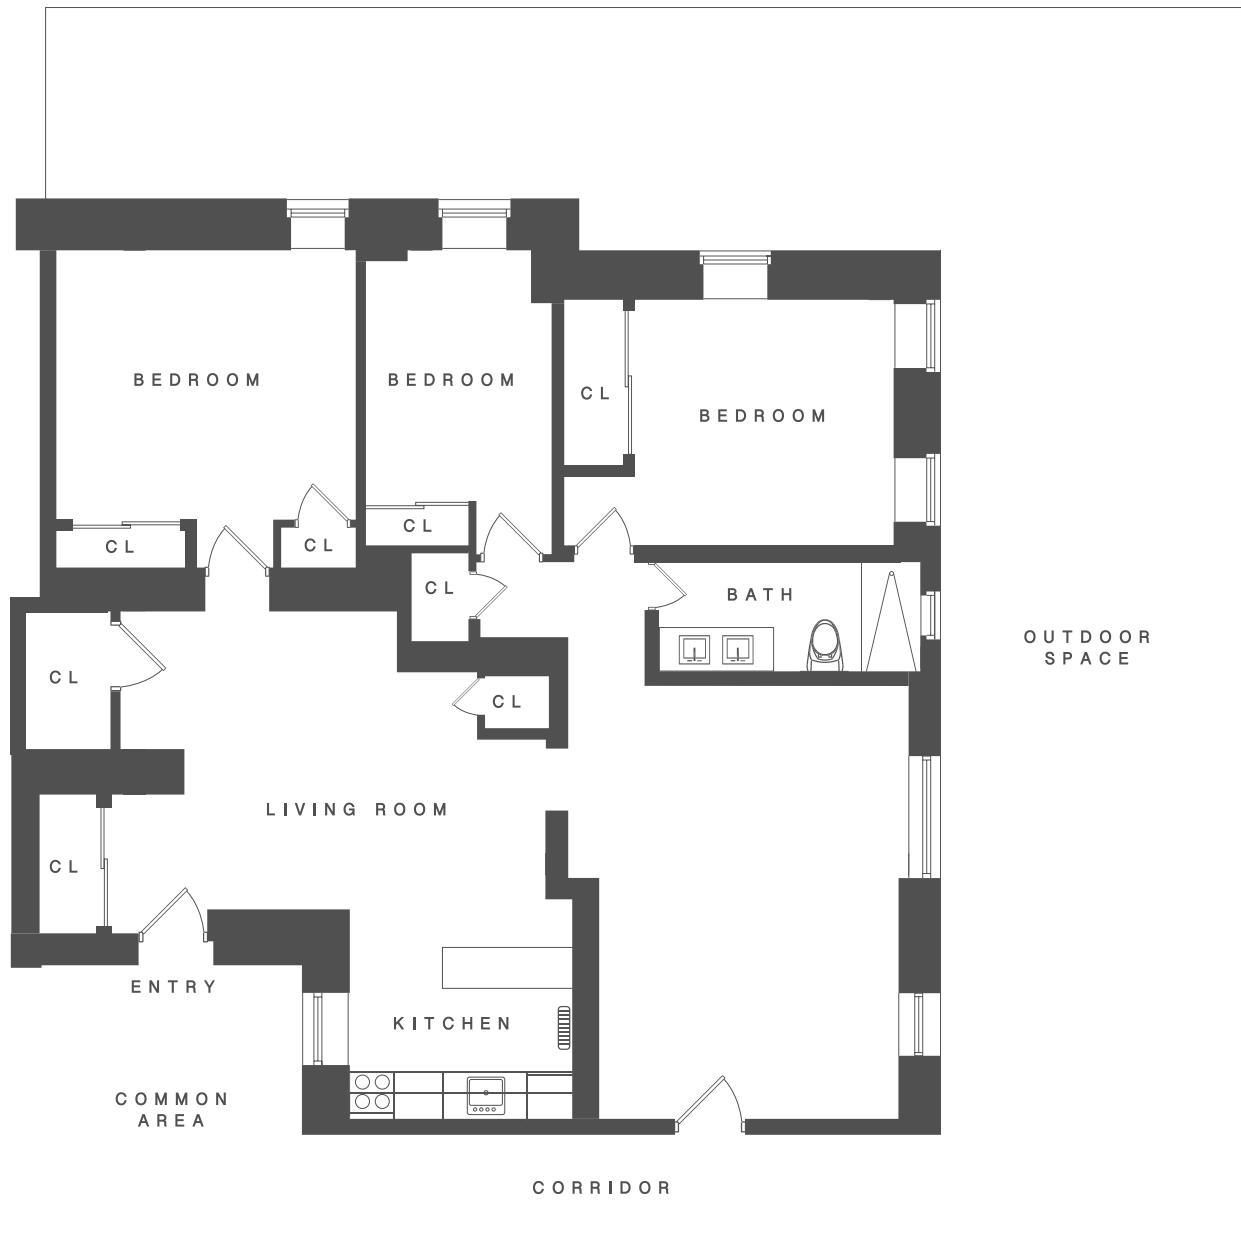 BEDROOM
BEDROOM
CL
BEDROOM
CL
CL
CL
CL
BATH
OUTDOOR
SPACE
CL
CL
LIVING ROOM
CL
ENTRY
KITCHEN
COMMON
AREA
CORRIDOR